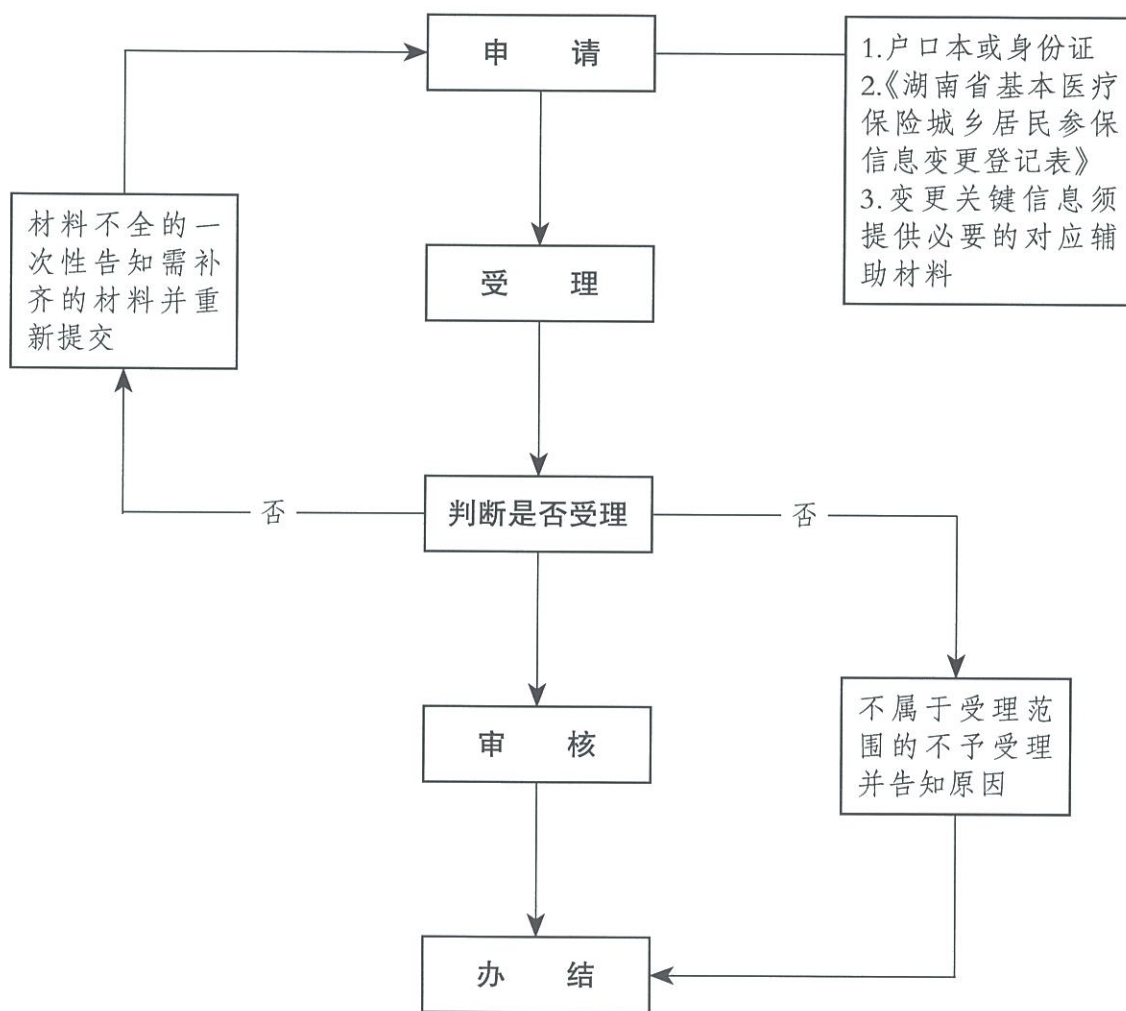 申 请
1.户口本或身份证
2.《湖南省基本医疗
保险城乡居民参保
信息变更登记表》
3.变更关键信息须
提供必要的对应辅
助材料
材料不全的一
次性告知需补
齐的材料并重
新提交
受 理
否
判断是否受理
否
审 核
不属于受理范
围的不予受理
并告知原因
办 结